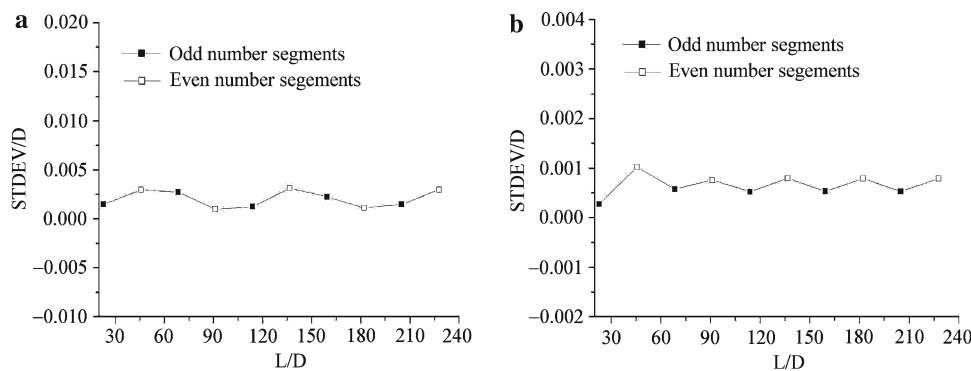 a
0.020
0.015
0.010
0.005
0.000
–0.005
–0.010
STDEV/D
Odd number segments
Even number segements
30 60 90 120 150 180 210 240
L/D
b
0.004
0.003
0.002
0.001
0.000
–0.001
–0.002
STDEV/D
Odd number segments
Even number segements
30 60 90 120 150 180 210 240
L/D